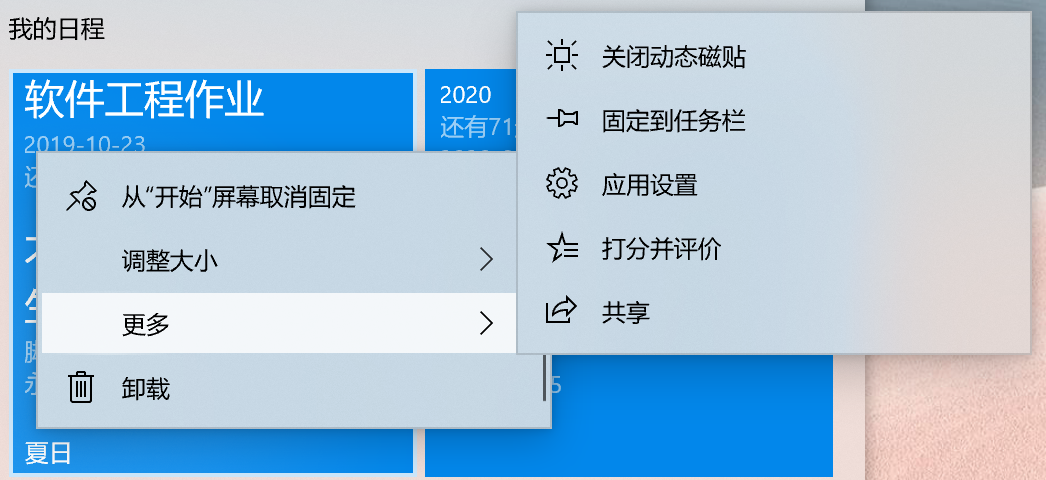 我的日程
软件工程作业
2019-10-23
还
从“开始”屏幕取消固定
调整大小
更多
卸载
夏日
2020
还有71
关闭动态磁贴
固定到任务栏
应用设置
打分并评价
共享